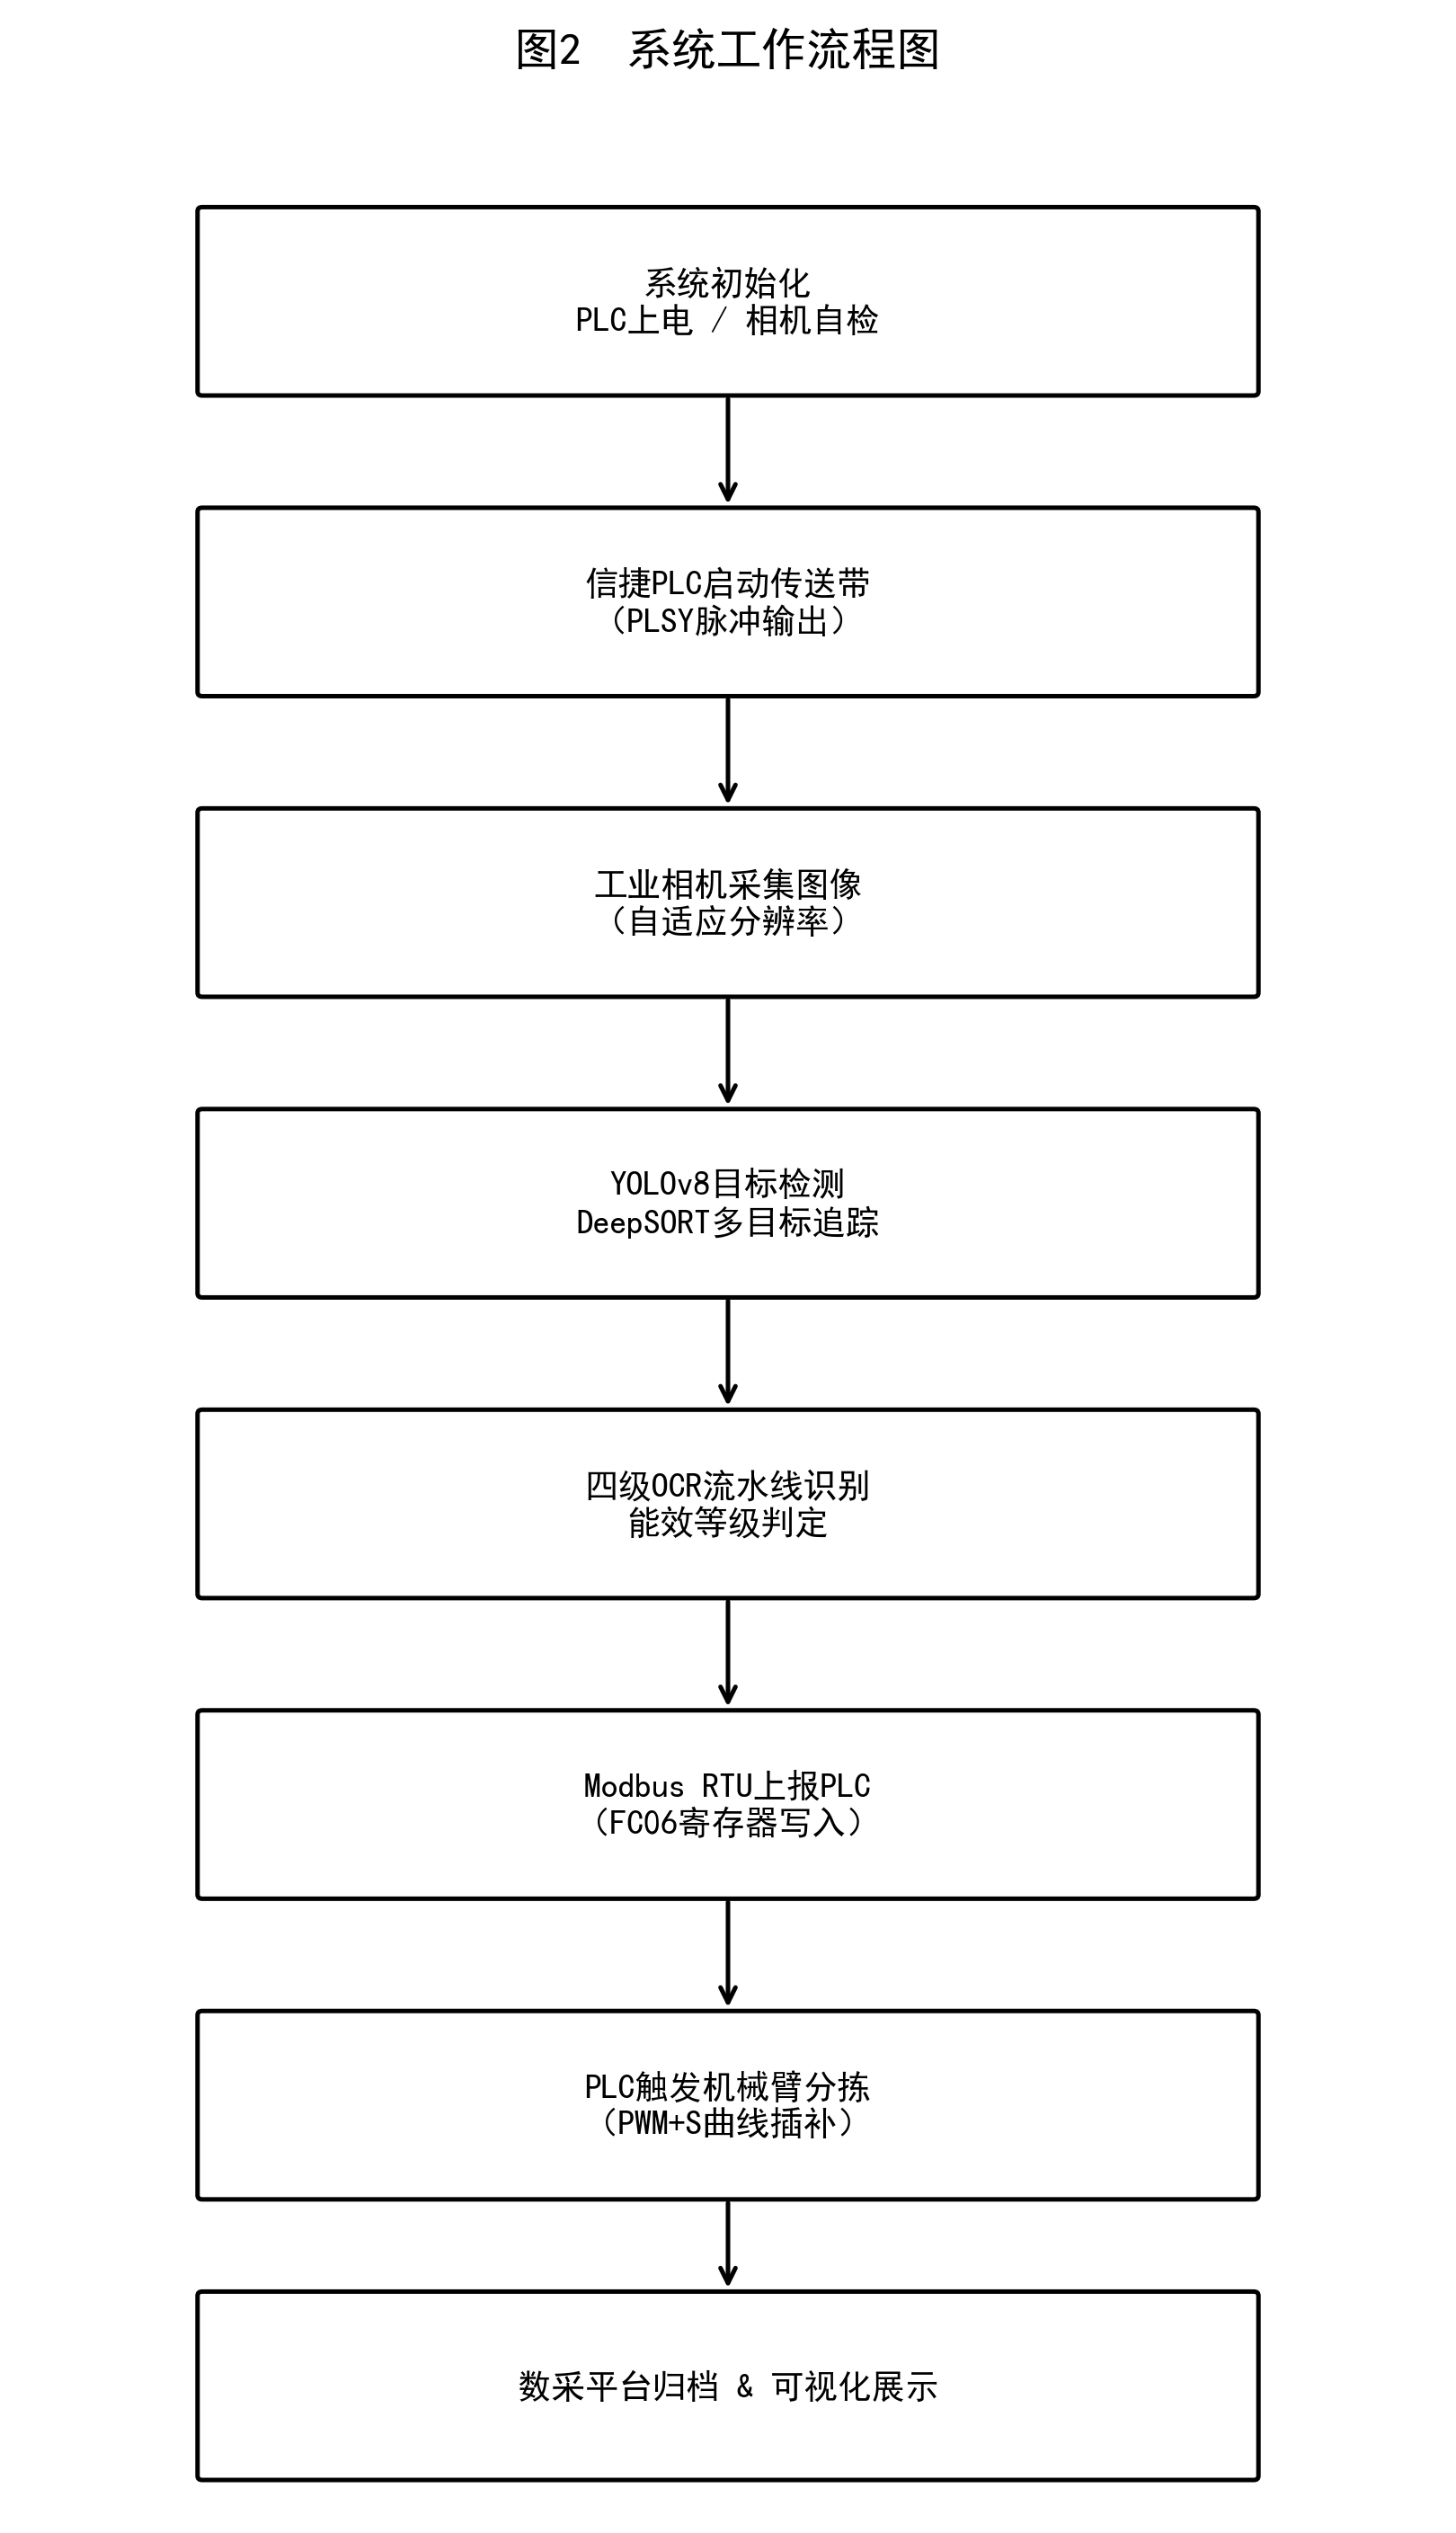 图2  系统工作流程图
系统初始化
PLC上电 / 相机自检
信捷PLC启动传送带
（PLSY脉冲输出）
工业相机采集图像
（自适应分辨率）
YOLOv8目标检测
DeepSORT多目标追踪
四级OCR流水线识别
能效等级判定
Modbus RTU上报PLC
（FC06寄存器写入）
PLC触发机械臂分拣
（PWM+S曲线插补）
数采平台归档 & 可视化展示